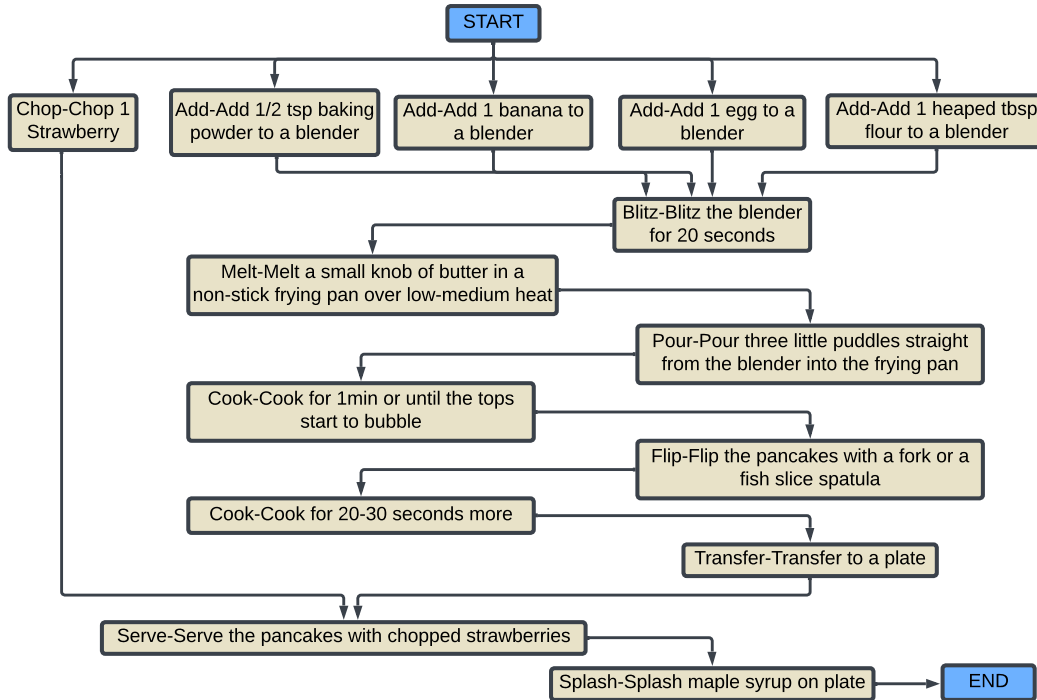 START
Chop-Chop 1
Strawberry
Add-Add 1/2 tsp baking
powder to a blender
Add-Add 1 banana to
a blender
Add-Add 1 egg to a
blender
Add-Add 1 heaped tbsp
flour to a blender
Blitz-Blitz the blender
for 20 seconds
Melt-Melt a small knob of butter in a
non-stick frying pan over low-medium heat
Pour-Pour three little puddles straight
from the blender into the frying pan
Cook-Cook for 1min or until the tops
start to bubble
Flip-Flip the pancakes with a fork or a
fish slice spatula
Cook-Cook for 20-30 seconds more
Transfer-Transfer to a plate
Serve-Serve the pancakes with chopped strawberries
Splash-Splash maple syrup on plate
END